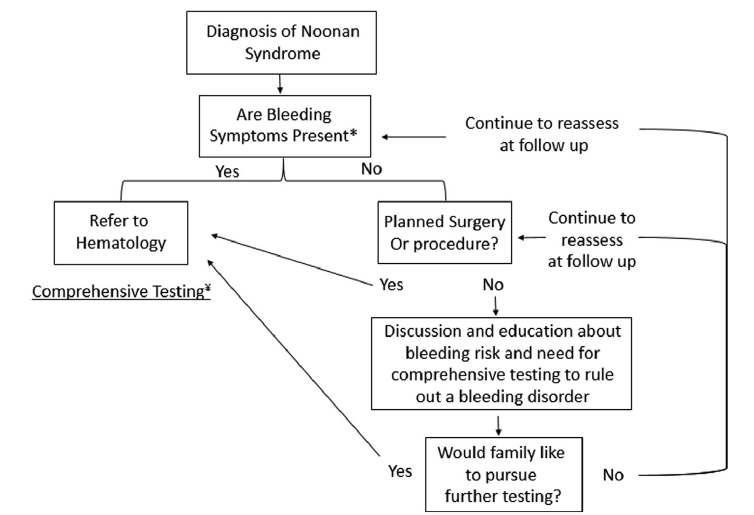 Diagnosis of Noonan
Syndrome
Are Bleeding
Symptoms Present*
Continue to reassess
at follow up
Yes
No
Refer to
Hematology
Planned Surgery
Or procedure?
Continue to
reassess
at follow up
Comprehensive Testing¥
Yes
No
Discussion and education about
bleeding risk and need for
comprehensive testing to rule
out a bleeding disorder
Would family like
to pursue
further testing?
Yes
No